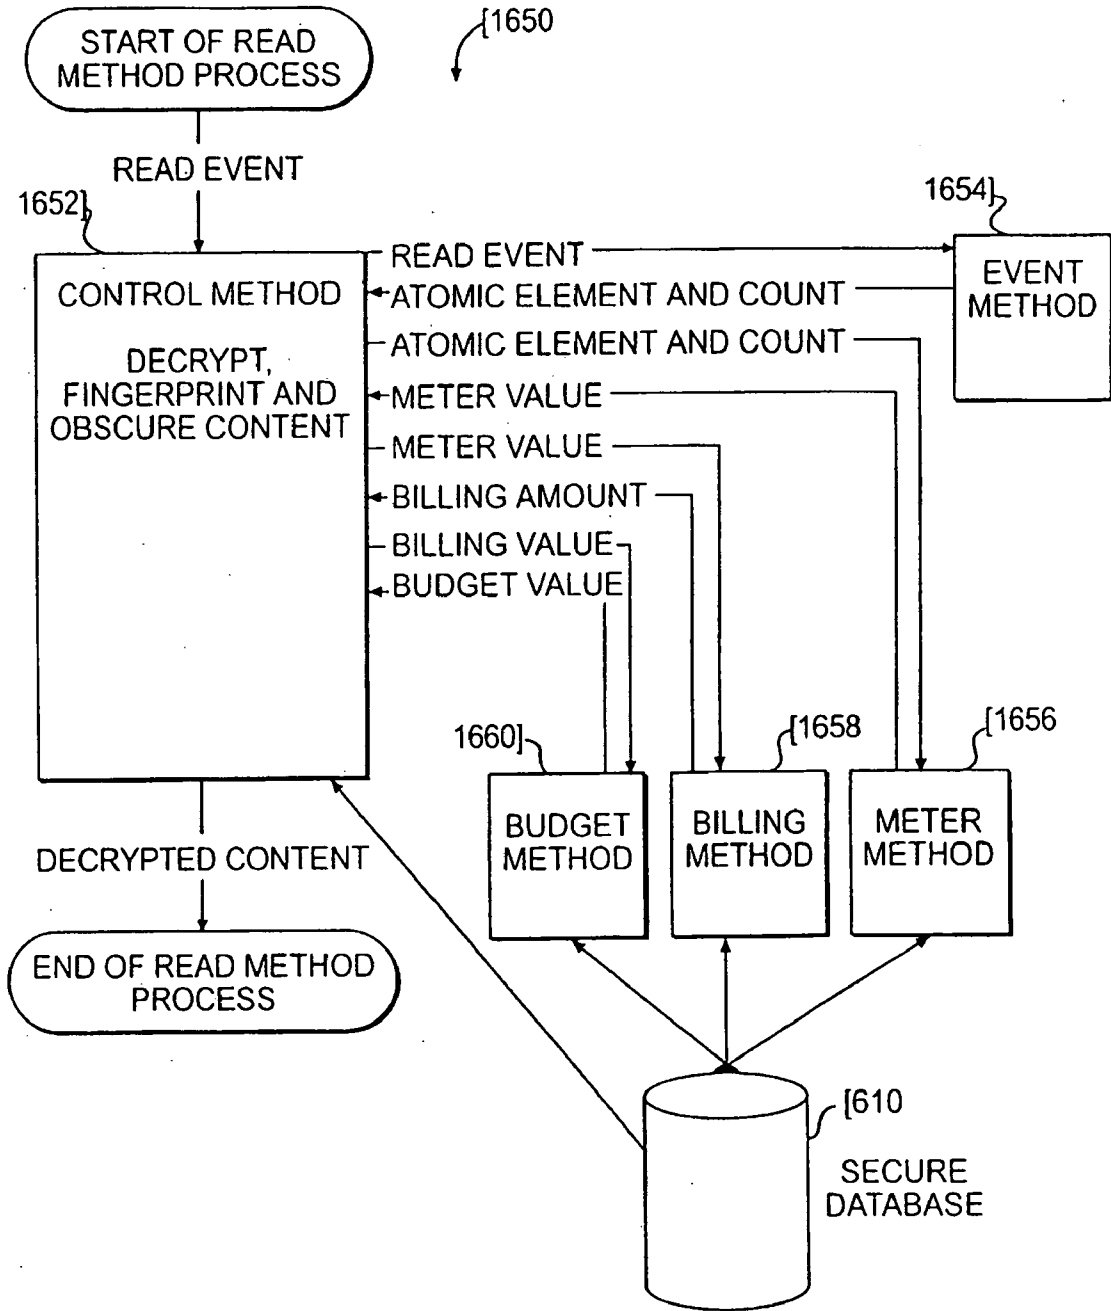 START OF READ
METHOD PROCESS
[1650
READ EVENT
1652]
1654]
CONTROL METHOD
DECRYPT,
FINGERPRINT AND
OBSCURE CONTENT
READ EVENT
ATOMIC ELEMENT AND COUNT
ATOMIC ELEMENT AND COUNT
METER VALUE
METER VALUE
BILLING AMOUNT
BILLING VALUE
BUDGET VALUE
EVENT
METHOD
1660]
[1658
[1656
BUDGET
METHOD
BILLING
METHOD
METER
METHOD
DECRYPTED CONTENT
END OF READ METHOD
PROCESS
[610
SECURE
DATABASE